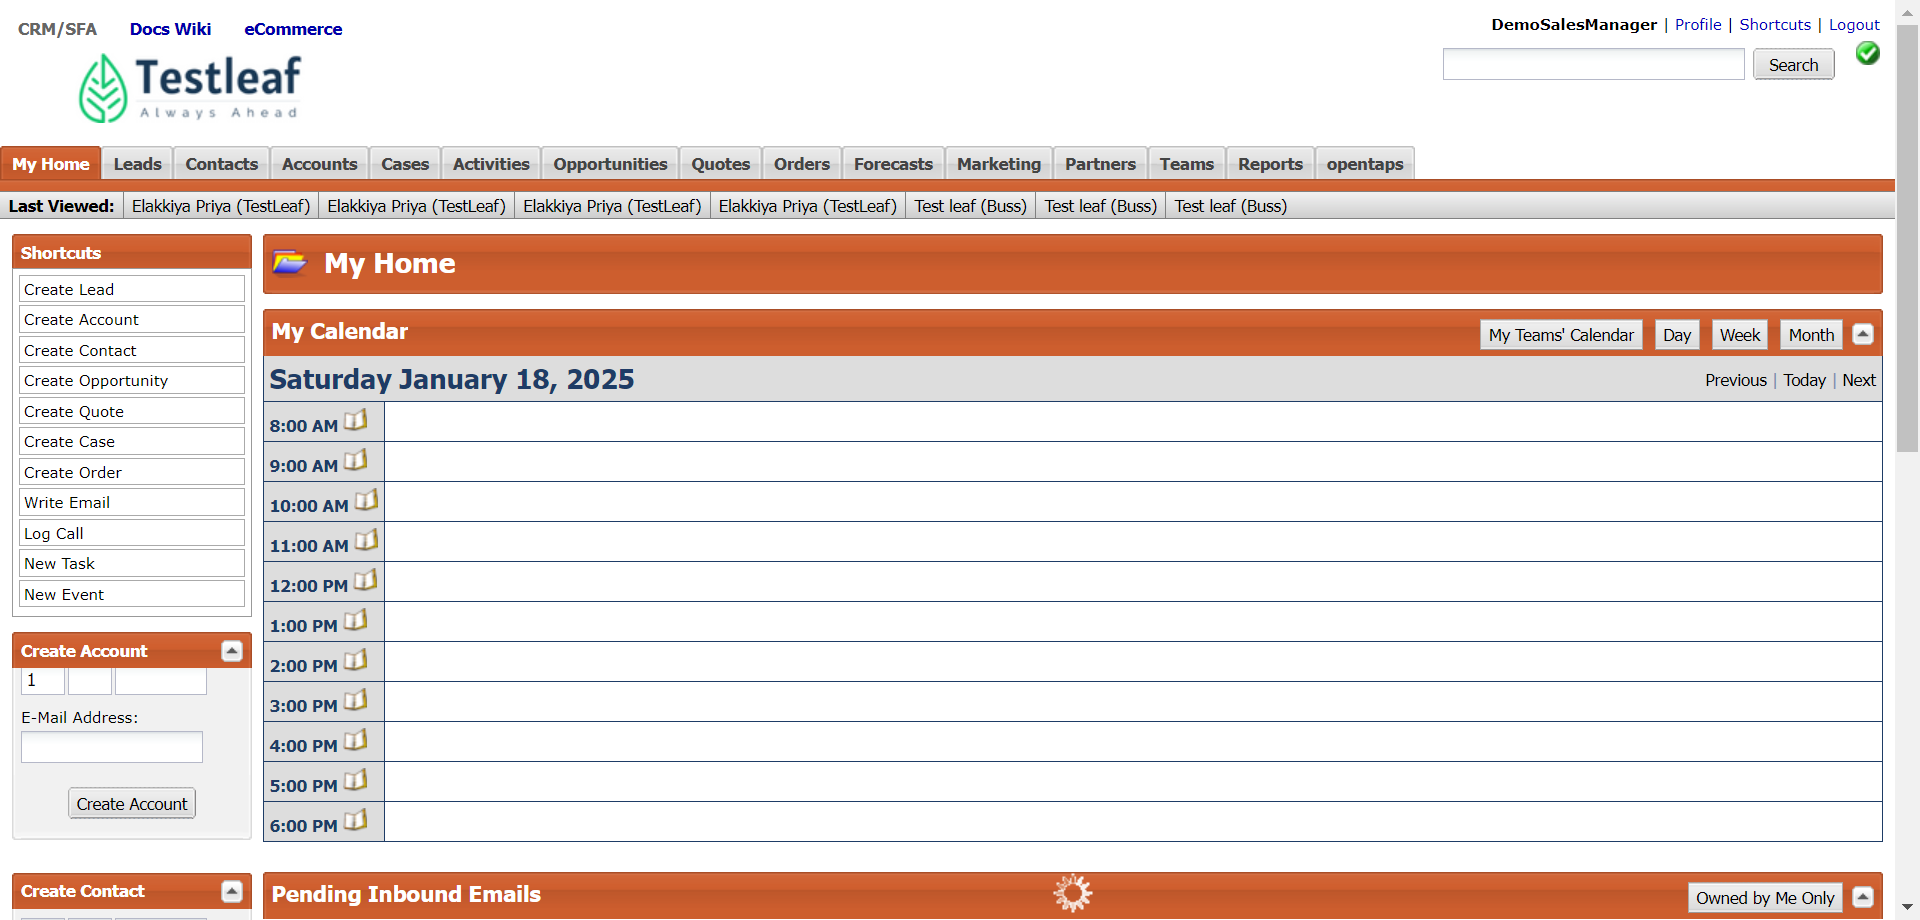 CRM/SFA Docs Wiki eCommerce
DemoSalesManager | Profile | Shortcuts | Logout
Search
Testleaf
Always Ahead
My Home Leads Contacts Accounts Cases Activities Opportunities Quotes Orders Forecasts Marketing Partners Teams Reports opentaps
Last Viewed: Elakkiya Priya (TestLeaf) Elakkiya Priya (TestLeaf) Elakkiya Priya (TestLeaf) Elakkiya Priya (TestLeaf) Test leaf (Buss) Test leaf (Buss) Test leaf (Buss)
Shortcuts
Create Lead
Create Account
Create Contact
Create Opportunity
Create Quote
Create Case
Create Order
Write Email
Log Call
New Task
New Event
Create Account
1
E-Mail Address:
Create Account
Create Contact
My Home
My Calendar
My Teams' Calendar Day Week Month
Saturday January 18, 2025
Previous | Today | Next
8:00 AM
9:00 AM
10:00 AM
11:00 AM
12:00 PM
1:00 PM
2:00 PM
3:00 PM
4:00 PM
5:00 PM
6:00 PM
Pending Inbound Emails
Owned by Me Only